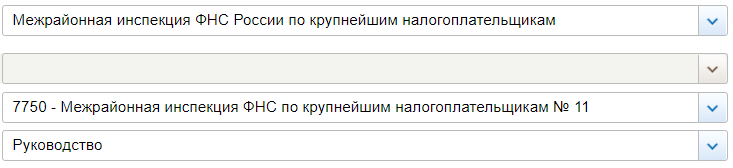 Межрайонная инспекция ФНС России по крупнейшим налогоплательщикам
7750 - Межрайонная инспекция ФНС по крупнейшим налогоплательщикам № 11
Руководство